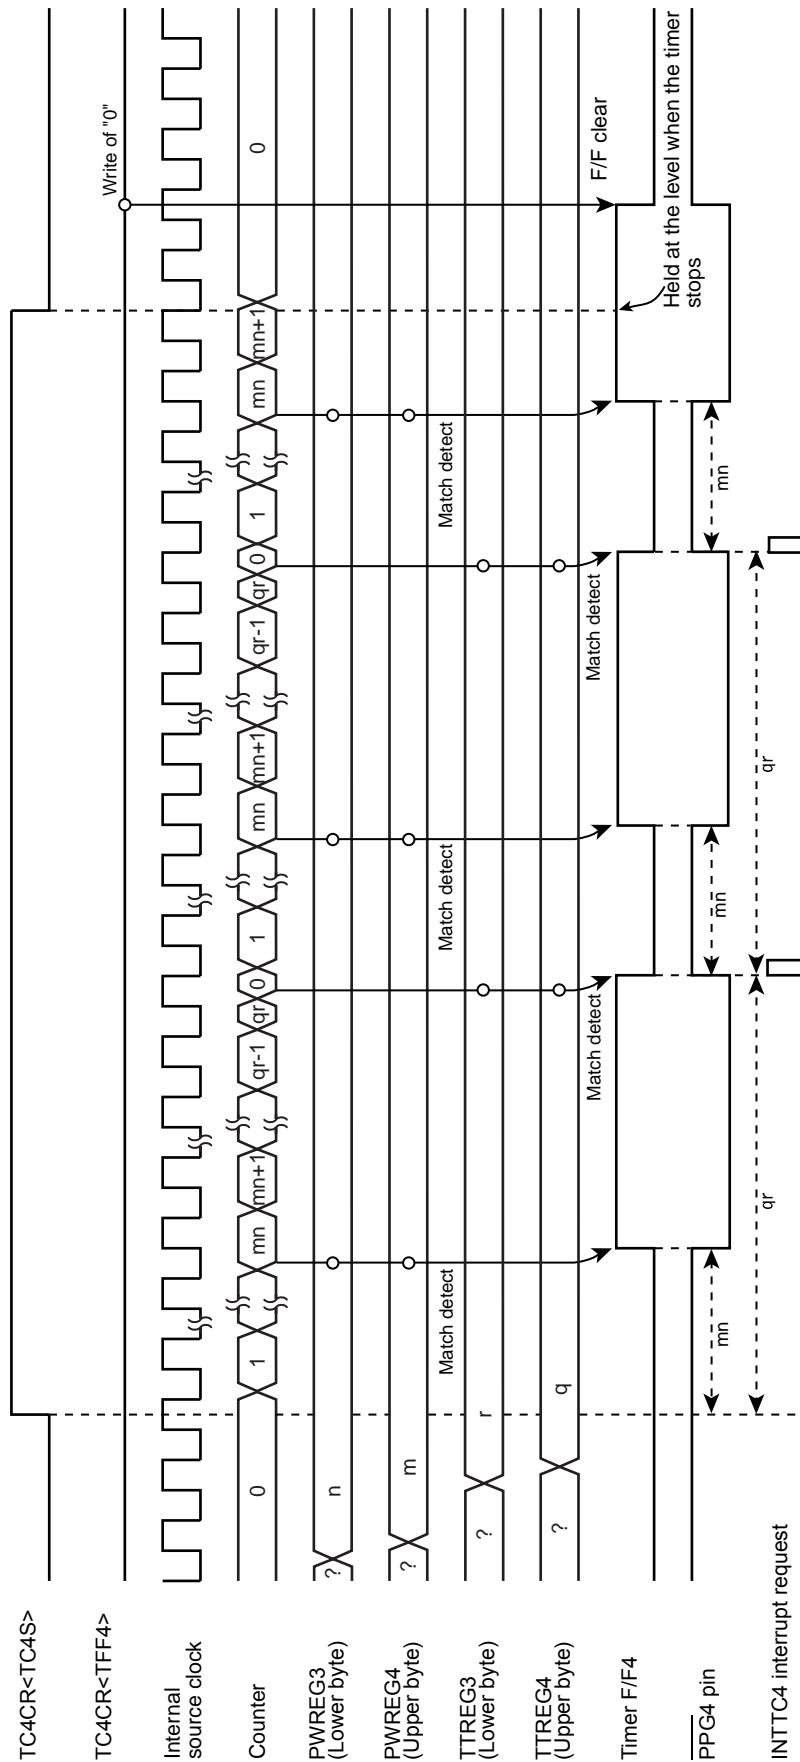 TC4CR<TC4S>
TC4CR<TFF4>
Write of "0"
Internal
source clock
Counter
0
1
mn
mn+1
qr-1
qr
0
1
mn
mn+1
qr-1
qr
0
1
mn
mn+1
0
PWREG3
(Lower byte)
?
n
PWREG4
(Upper byte)
?
m
Match detect
Match detect
Match detect
TTREG3
(Lower byte)
?
r
TTREG4
(Upper byte)
?
q
Match detect
Match detect
F/F clear
Timer F/F4
Held at the level when the timer
stops
PPG4 pin
mn
mn
mn
qr
qr
INTTC4 interrupt request